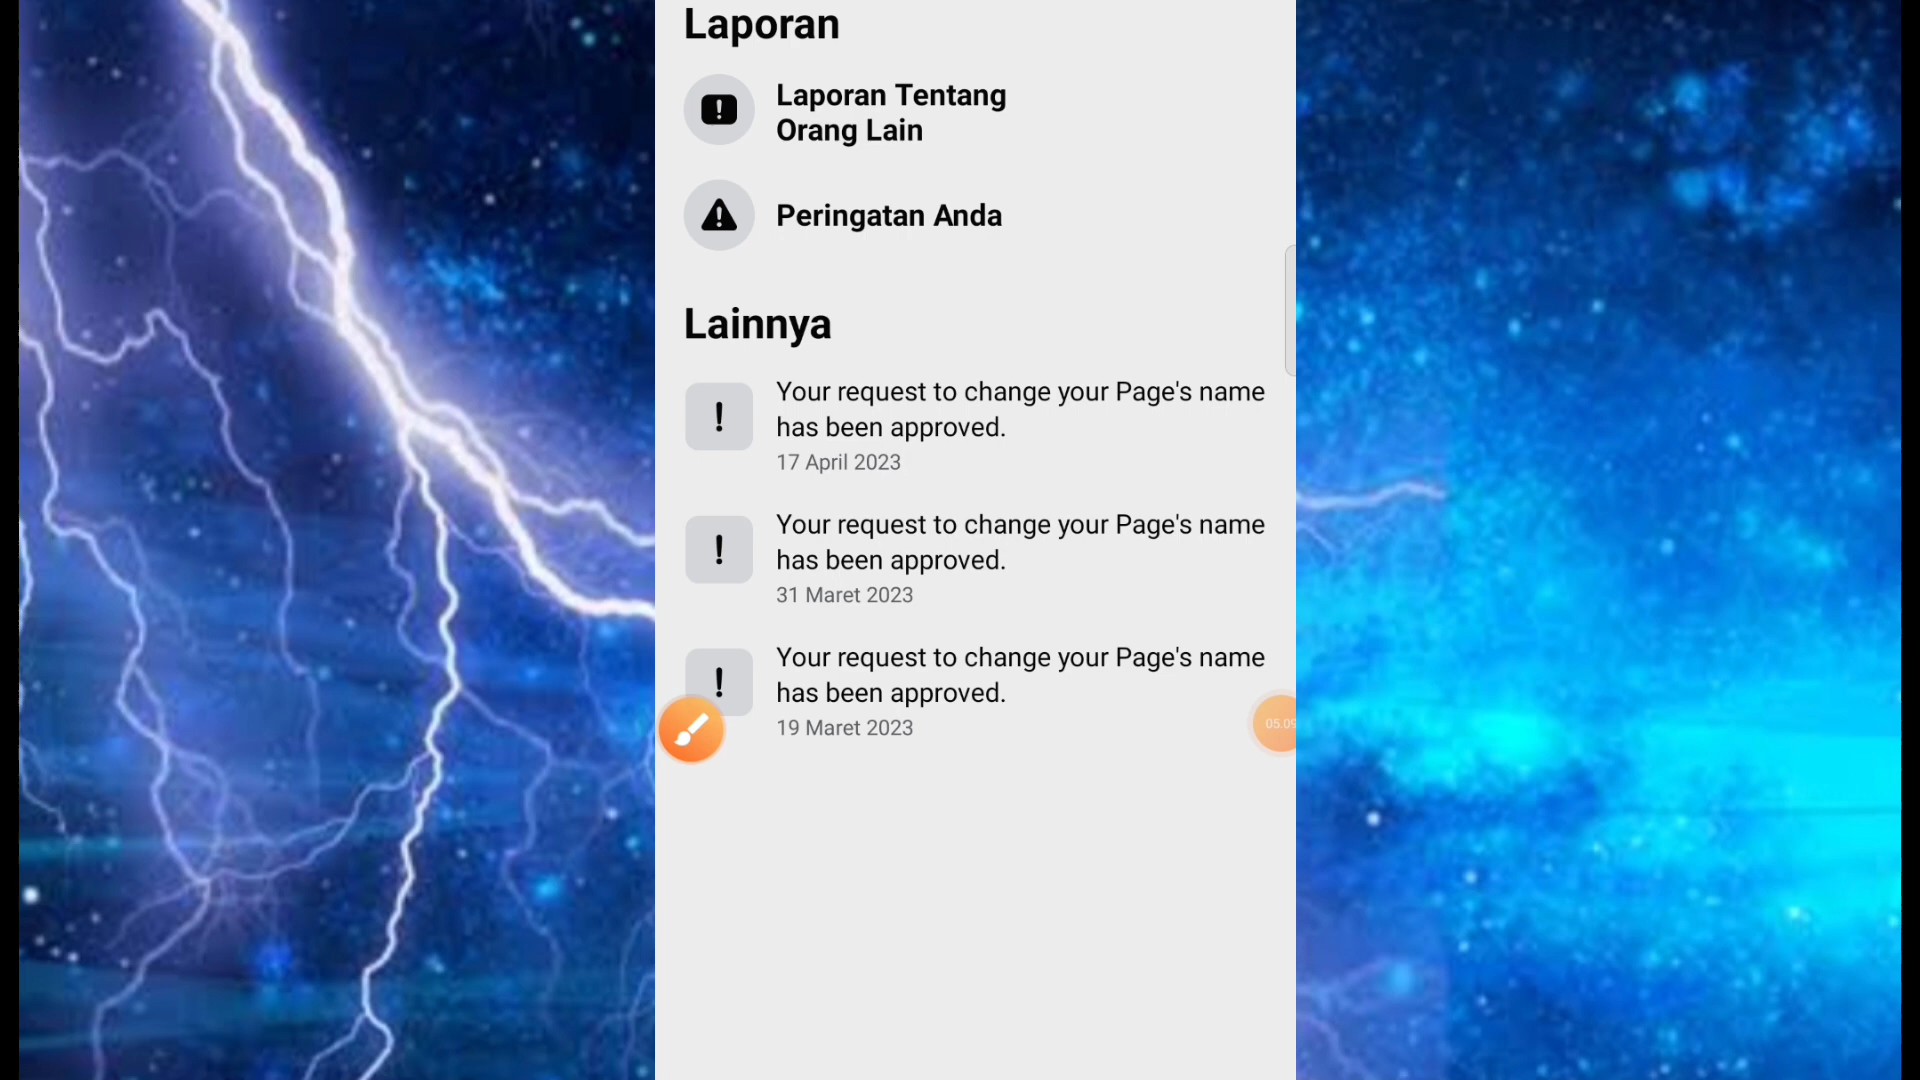 Laporan
Laporan Tentang
Orang Lain
Peringatan Anda
Lainnya
Your request to change your Page's name
has been approved.
17 April 2023
Your request to change your Page's name
has been approved.
31 Maret 2023
Your request to change your Page's name
has been approved.
19 Maret 2023
05.09